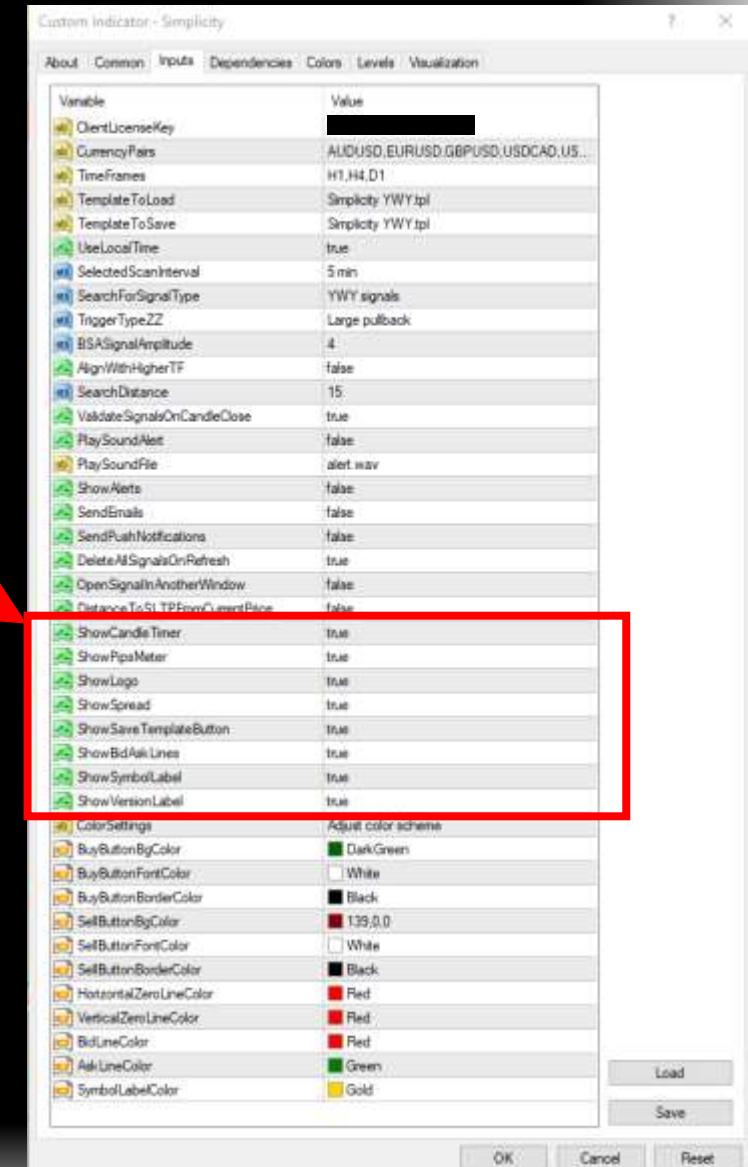 Custom Indicator - Simplicity ? ×
About Common Inputs Dependencies Colors Levels Visualization
Variable Value
ClientLicenseKey
CurrencyPairs AUDUSD,EURUSD,GBPUSD,USDCAD,US...
TimeFrames H1,H4,D1
TemplateToLoad Simplicity YWY.tpl
TemplateToSave Simplicity YWY.tpl
UseLocalTime true
SelectedScanInterval 5 min
SearchForSignalType YWY signals
TriggerTypeZZ Large pullback
BSASignalAmplitude 4
AlignWithHigherTF false
SearchDistance 15
ValidateSignalsOnCandleClose true
PlaySoundAlert false
PlaySoundFile alert.wav
ShowAlerts false
SendEmails false
SendPushNotifications false
DeleteAllSignalsOnRefresh true
OpenSignalInAnotherWindow false
DistanceToSLTPFromCurrentPrice false
ShowCandleTimer true
ShowPipsMeter true
ShowLogo true
ShowSpread true
ShowSaveTemplateButton true
ShowBidAskLines true
ShowSymbolLabel true
ShowVersionLabel true
ColorSettings Adjust color scheme
BuyButtonBgColor DarkGreen
BuyButtonFontColor White
BuyButtonBorderColor Black
SellButtonBgColor 139,0,0
SellButtonFontColor White
SellButtonBorderColor Black
HorizontalZeroLineColor Red
VerticalZeroLineColor Red
BidLineColor Red
AskLineColor Green
SymbolLabelColor Gold
Load
Save
OK Cancel Reset